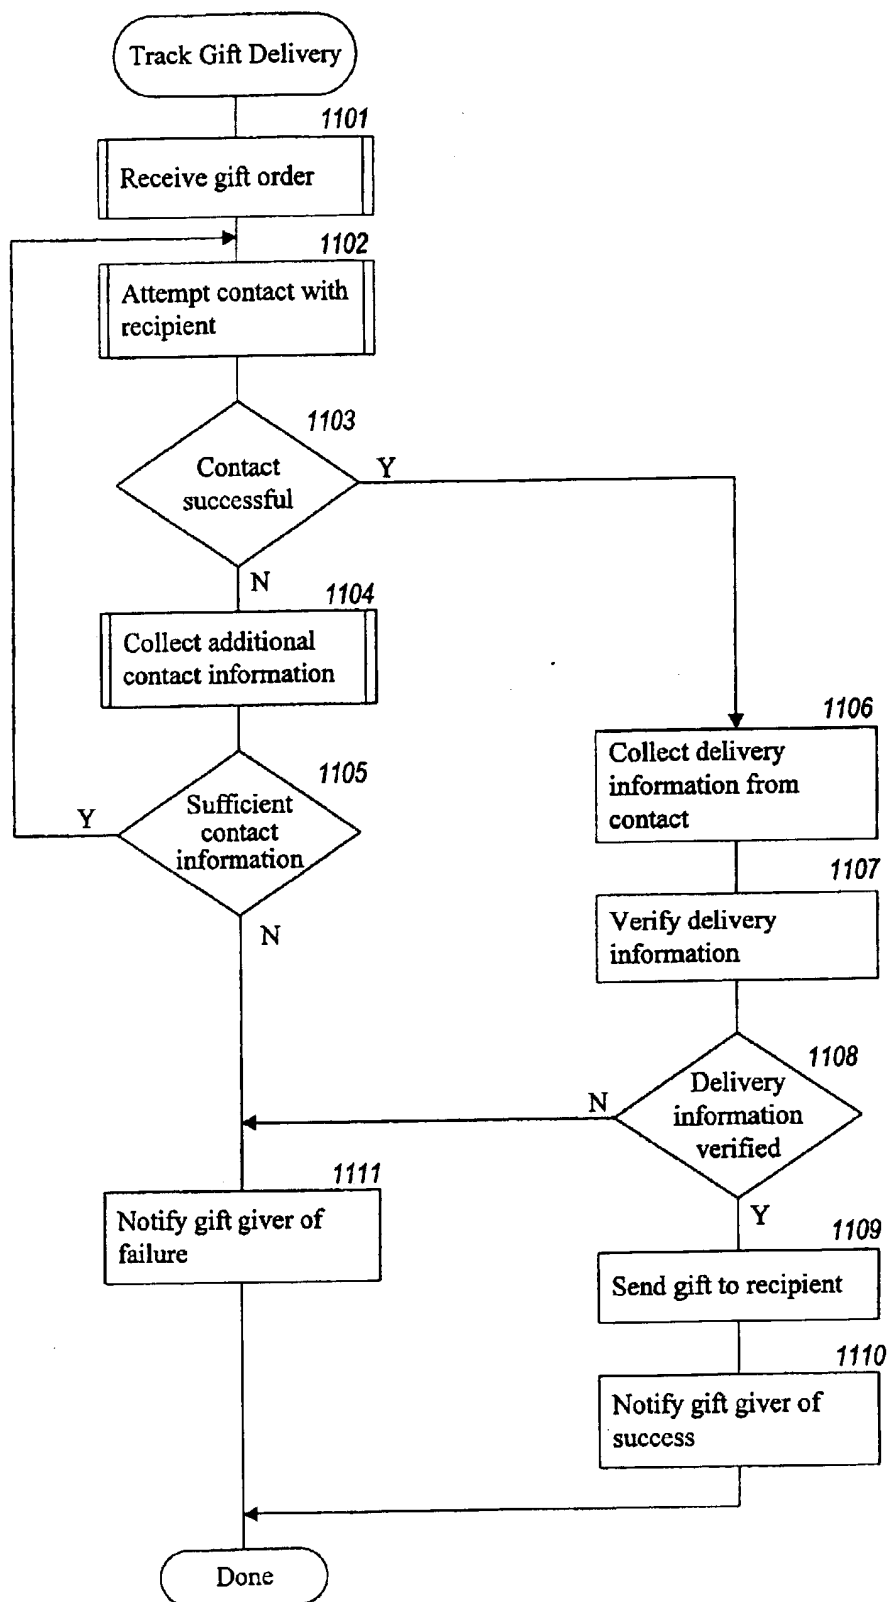 Track Gift Delivery
1101
Receive gift order
1102
Attempt contact with
recipient
1103
Contact
successful
Y
N
1104
Collect additional
contact information
1105
Sufficient
contact
information
Y
N
1106
Collect delivery
information from
contact
1107
Verify delivery
information
1108
Delivery
information
verified
N
Y
1109
Send gift to recipient
1110
Notify gift giver of
success
1111
Notify gift giver of
failure
Done